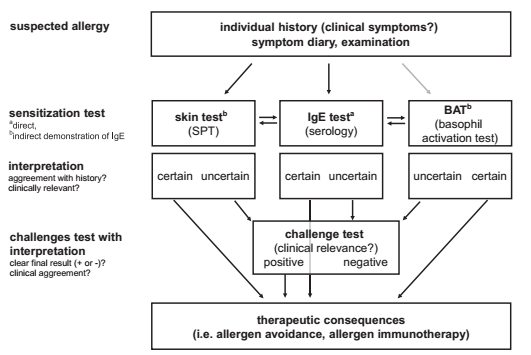 suspected allergy
individual history (clinical symptoms?)
symptom diary, examination
sensitization test
ᵃdirect,
ᵇindirect demonstration of IgE
skin testᵇ
(SPT)
IgE testᵃ
(serology)
BATᵇ
(basophil
activation test)
interpretation
aggreement with history?
clinically relevant?
certain uncertain
certain uncertain
uncertain certain
challenges test with
interpretation
clear final result (+ or -)?
clinical aggreement?
challenge test
(clinical relevance?)
positive negative
therapeutic consequences
(i.e. allergen avoidance, allergen immunotherapy)